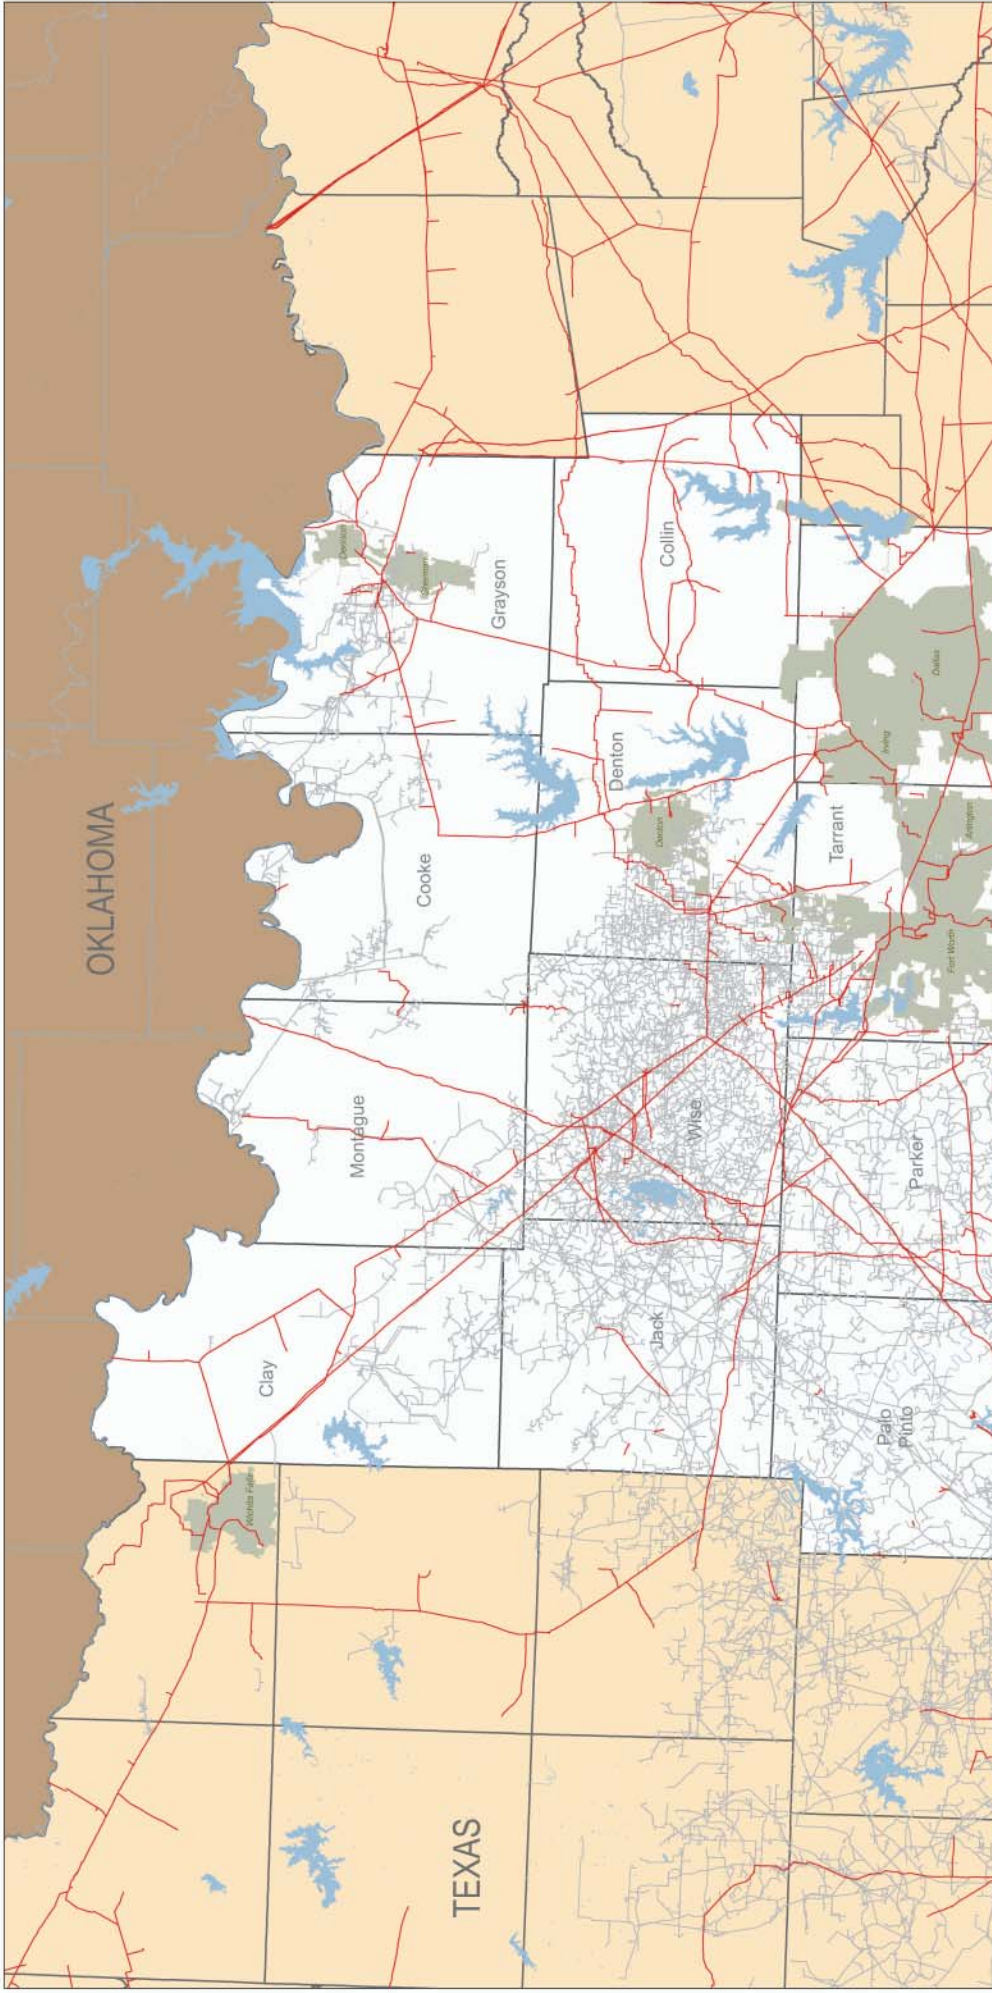 OKLAHOMA
TEXAS
Wichita Falls
Clay
Montague
Cooke
Grayson
Denison
Sherman
Jack
Wise
Denton
Denton
Collin
Palo
Pinto
Parker
Tarrant
Fort Worth
Arlington
Irving
Dallas